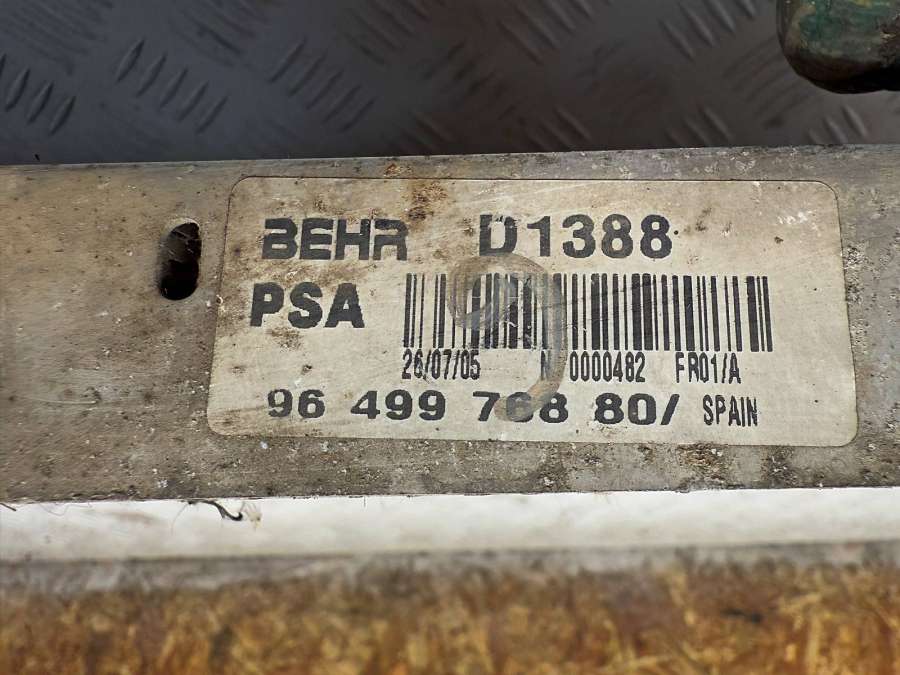 BEHR D1388
PSA
26/07/05 N 0000482 FR01/A
96 499 768 80/ SPAIN